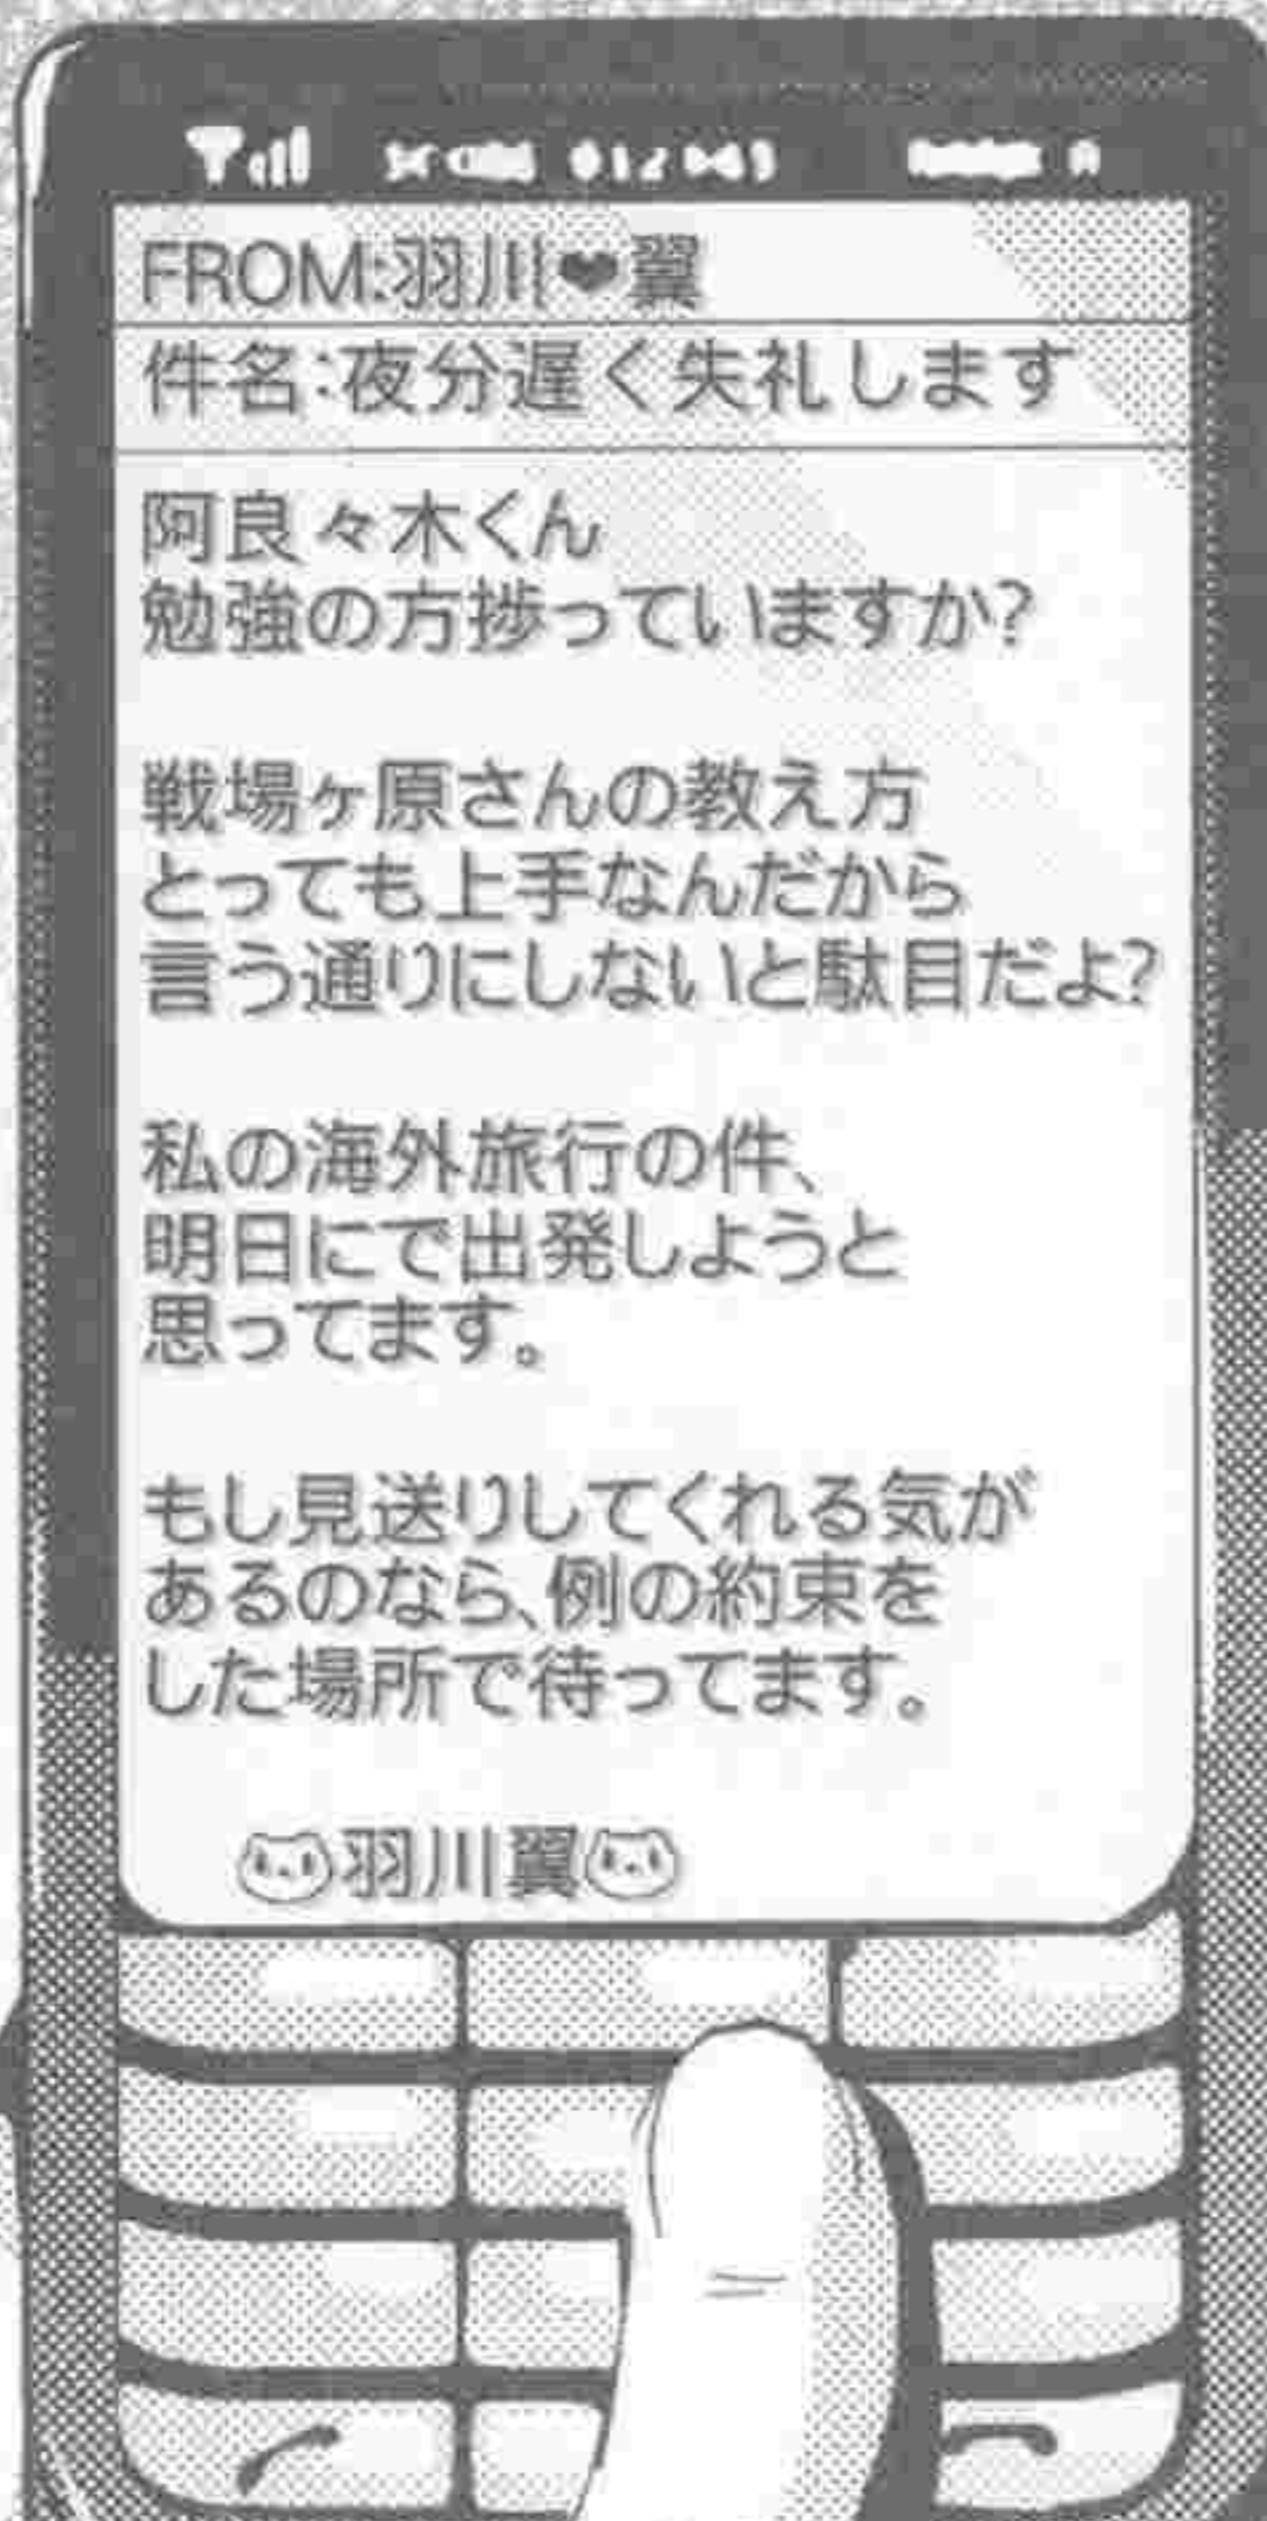 FROM:羽川❤翼
件名:夜分遅く失礼します
阿良々木くん
勉強の方捗っていますか?
戦場ヶ原さんの教え方
とっても上手なんだから
言う通りにしないと駄目だよ?
私の海外旅行の件、
明日にで出発しようと
思ってます。
もし見送りしてくれる気が
あるのなら、例の約束を
した場所で待ってます。
羽川翼